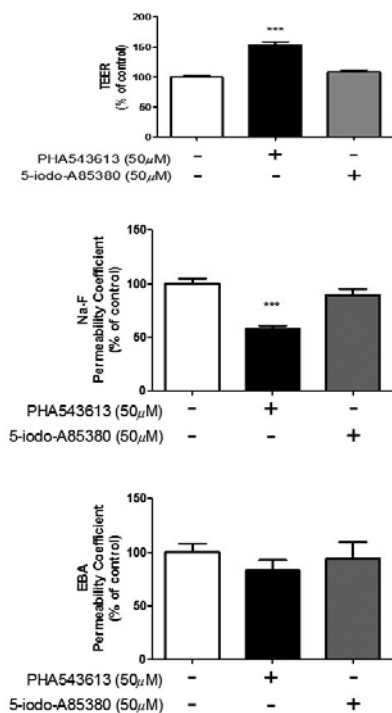 TEER
(% of control)
200
150
100
50
0
***
PHA543613 (50μM) - + -
5-iodo-A85380 (50μM) - - +
Na-F
Permeability Coefficient
(% of control)
150
100
50
0
***
PHA543613 (50μM) - + -
5-iodo-A85380 (50μM) - - +
EBA
Permeability Coefficient
(% of control)
150
100
50
0
PHA543613 (50μM) - + -
5-iodo-A85380 (50μM) - - +